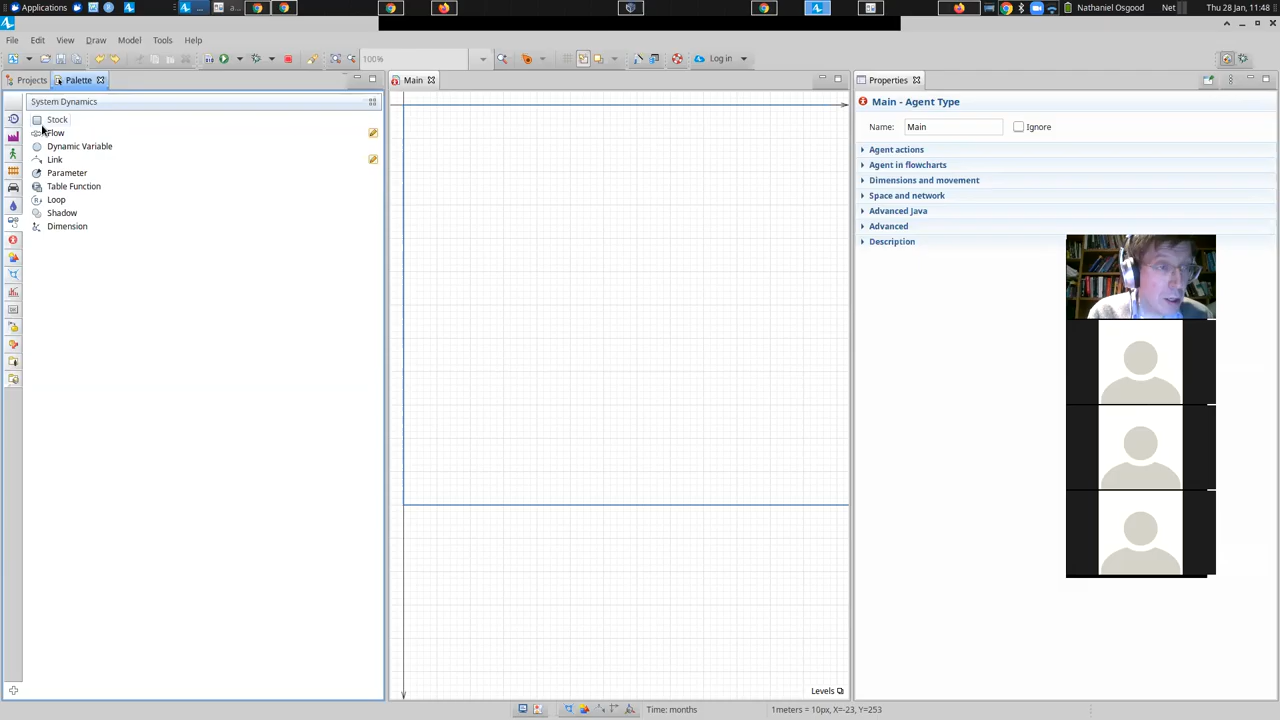 Applications
a...
Nathaniel Osgood
Net
Thu 28 Jan, 11:48
File Edit View Draw Model Tools Help
100%
Log in
Projects
Palette
Main
Properties
System Dynamics
Stock
Flow
Dynamic Variable
Link
Parameter
Table Function
Loop
Shadow
Dimension
Main - Agent Type
Name: Main Ignore
Agent actions
Agent in flowcharts
Dimensions and movement
Space and network
Advanced Java
Advanced
Description
Levels
Time: months
1meters = 10px, X=-23, Y=253